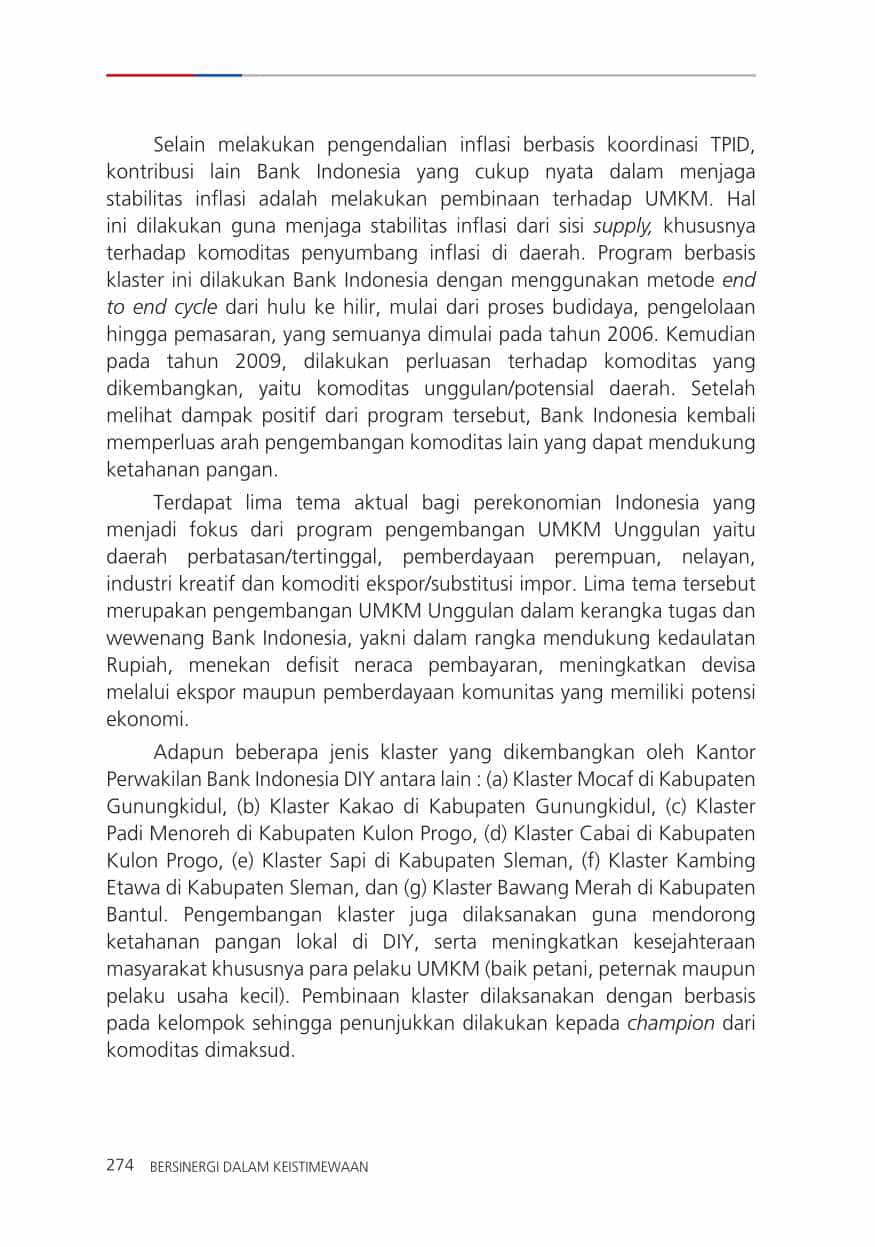 Selain melakukan pengendalian inflasi berbasis koordinasi TPID,
kontribusi lain Bank Indonesia yang cukup nyata dalam menjaga
stabilitas inflasi adalah melakukan pembinaan terhadap UMKM. Hal
ini dilakukan guna menjaga stabilitas inflasi dari sisi supply, khususnya
terhadap komoditas penyumbang inflasi di daerah. Program berbasis
klaster ini dilakukan Bank Indonesia dengan menggunakan metode end
to end cycle dari hulu ke hilir, mulai dari proses budidaya, pengelolaan
hingga pemasaran, yang semuanya dimulai pada tahun 2006. Kemudian
pada tahun 2009, dilakukan perluasan terhadap komoditas yang
dikembangkan, yaitu komoditas unggulan/potensial daerah. Setelah
melihat dampak positif dari program tersebut, Bank Indonesia kembali
memperluas arah pengembangan komoditas lain yang dapat mendukung
ketahanan pangan.
Terdapat lima tema aktual bagi perekonomian Indonesia yang
menjadi fokus dari program pengembangan UMKM Unggulan yaitu
daerah perbatasan/tertinggal, pemberdayaan perempuan, nelayan,
industri kreatif dan komoditi ekspor/substitusi impor. Lima tema tersebut
merupakan pengembangan UMKM Unggulan dalam kerangka tugas dan
wewenang Bank Indonesia, yakni dalam rangka mendukung kedaulatan
Rupiah, menekan defisit neraca pembayaran, meningkatkan devisa
melalui ekspor maupun pemberdayaan komunitas yang memiliki potensi
ekonomi.
Adapun beberapa jenis klaster yang dikembangkan oleh Kantor
Perwakilan Bank Indonesia DIY antara lain : (a) Klaster Mocaf di Kabupaten
Gunungkidul, (b) Klaster Kakao di Kabupaten Gunungkidul, (c) Klaster
Padi Menoreh di Kabupaten Kulon Progo, (d) Klaster Cabai di Kabupaten
Kulon Progo, (e) Klaster Sapi di Kabupaten Sleman, (f) Klaster Kambing
Etawa di Kabupaten Sleman, dan (g) Klaster Bawang Merah di Kabupaten
Bantul. Pengembangan klaster juga dilaksanakan guna mendorong
ketahanan pangan lokal di DIY, serta meningkatkan kesejahteraan
masyarakat khususnya para pelaku UMKM (baik petani, peternak maupun
pelaku usaha kecil). Pembinaan klaster dilaksanakan dengan berbasis
pada kelompok sehingga penunjukkan dilakukan kepada champion dari
komoditas dimaksud.
274 BERSINERGI DALAM KEISTIMEWAAN